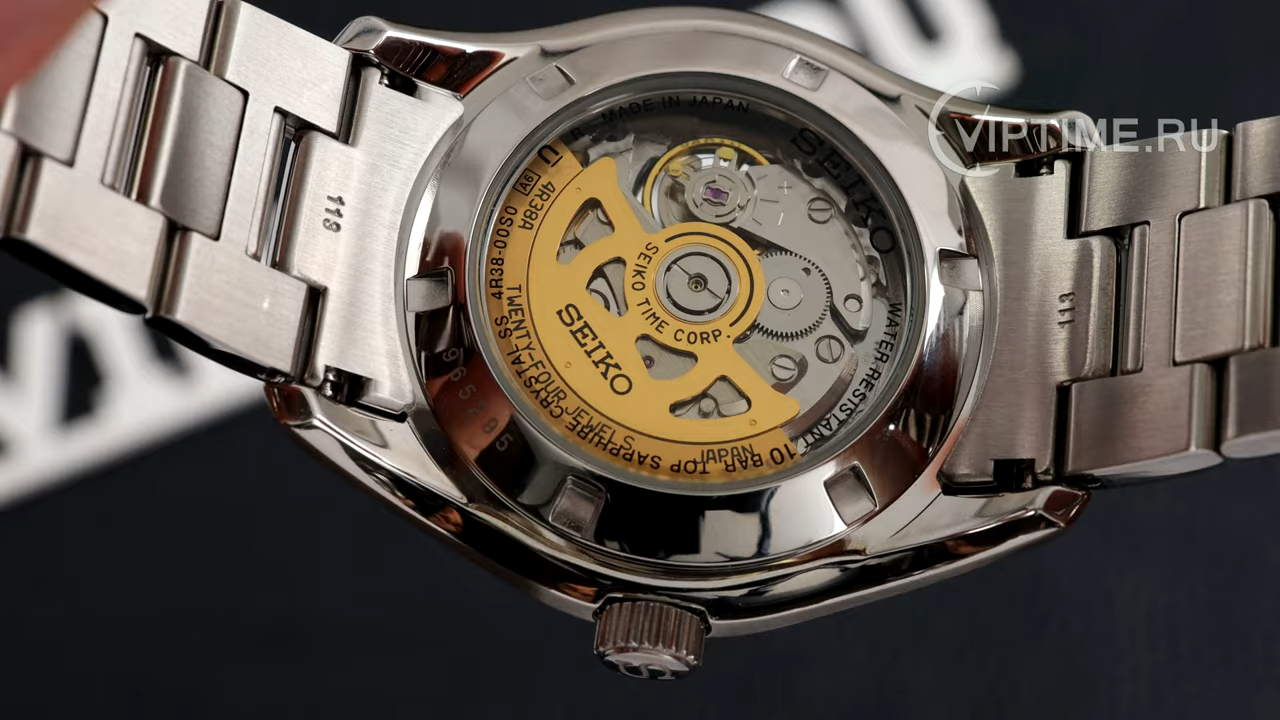 VIPTIME.RU
MADE IN JAPAN
SEIKO
WATER RESISTANT
10 BAR
TOP SAPPHIRE CRYSTAL
SS
4R38-00S0
A6
4R38A
TWENTY-FOUR JEWELS
JAPAN
SEIKO
SEIKO TIME CORP.
113
113
S